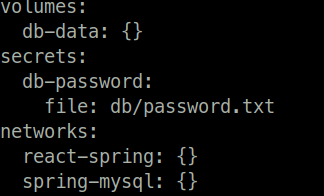 volumes:
  db-data: {}
secrets:
  db-password:
    file: db/password.txt
networks:
  react-spring: {}
  spring-mysql: {}